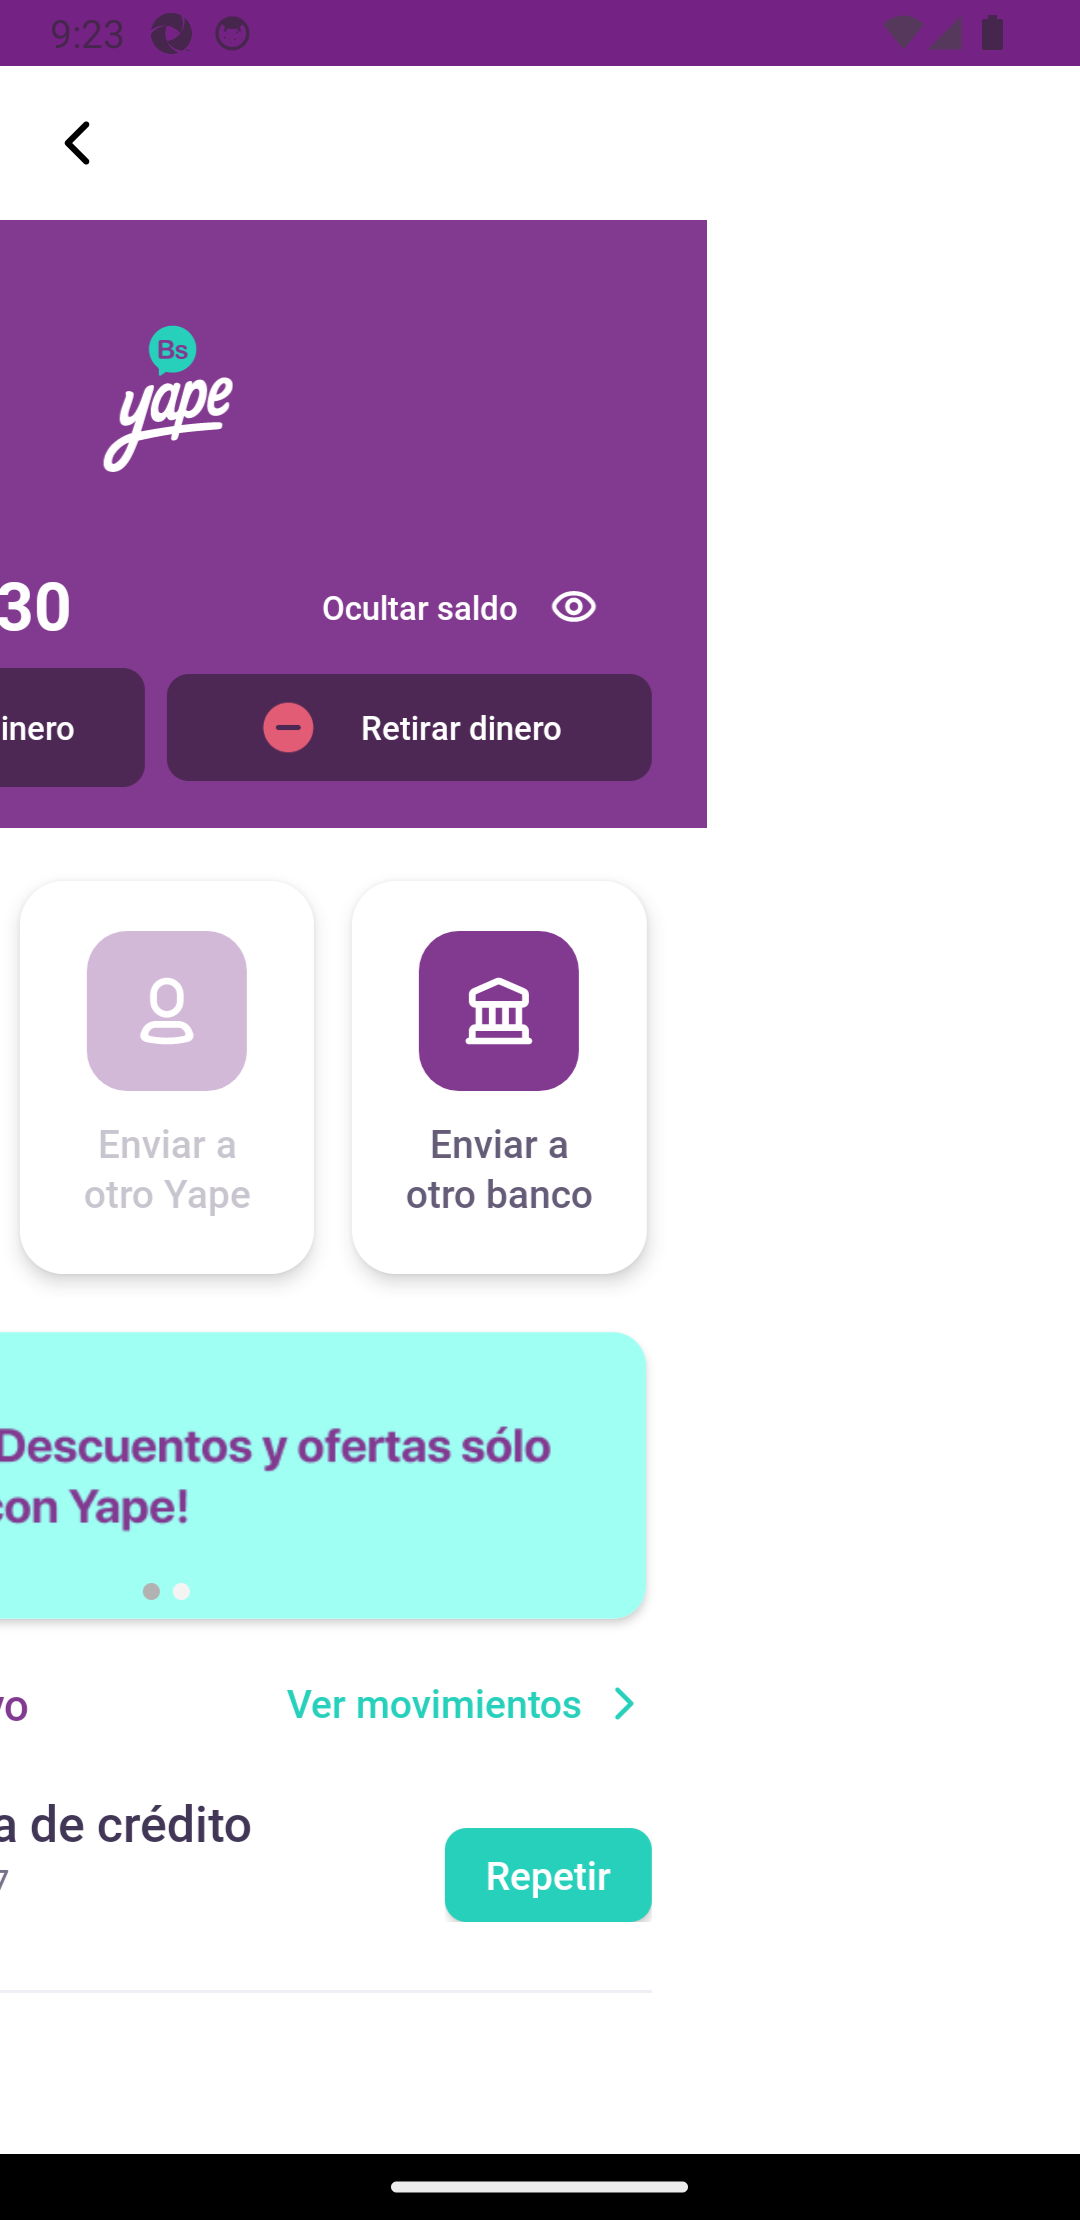 9:23
Bs
yape
30
Ocultar saldo
inero
Retirar dinero
Enviar a
otro Yape
Enviar a
otro banco
Descuentos y ofertas sólo
con Yape!
vo
Ver movimientos
a de crédito
7
Repetir